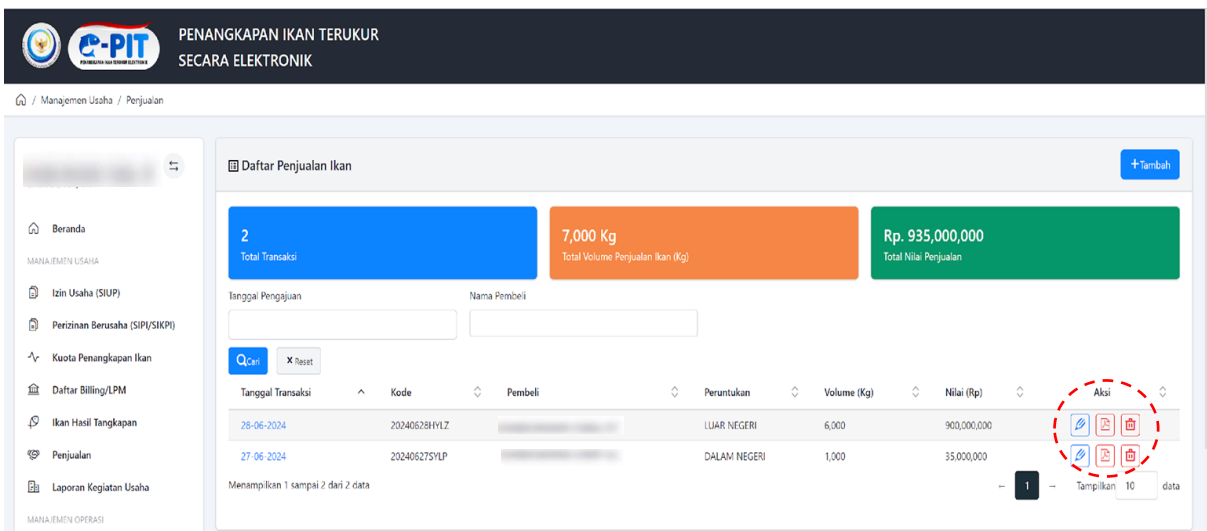 e-PIT
PENANGKAPAN IKAN TERUKUR ELEKTRONIK
PENANGKAPAN IKAN TERUKUR
SECARA ELEKTRONIK
/ Manajemen Usaha / Penjualan
Daftar Penjualan Ikan
+Tambah
2
Total Transaksi
7,000 Kg
Total Volume Penjualan Ikan (Kg)
Rp. 935,000,000
Total Nilai Penjualan
Beranda
MANAJEMEN USAHA
Izin Usaha (SIUP)
Perizinan Berusaha (SIPI/SIKPI)
Kuota Penangkapan Ikan
Daftar Billing/LPM
Ikan Hasil Tangkapan
Penjualan
Laporan Kegiatan Usaha
MANAJEMEN OPERASI
Tanggal Pengajuan Nama Pembeli
Cari x Reset
Tanggal Transaksi Kode Pembeli Peruntukan Volume (Kg) Nilai (Rp) Aksi
28-06-2024 20240628HYLZ LUAR NEGERI 6,000 900,000,000
27-06-2024 20240627SYLP DALAM NEGERI 1,000 35,000,000
Menampilkan 1 sampai 2 dari 2 data ← 1 → Tampilkan 10 data